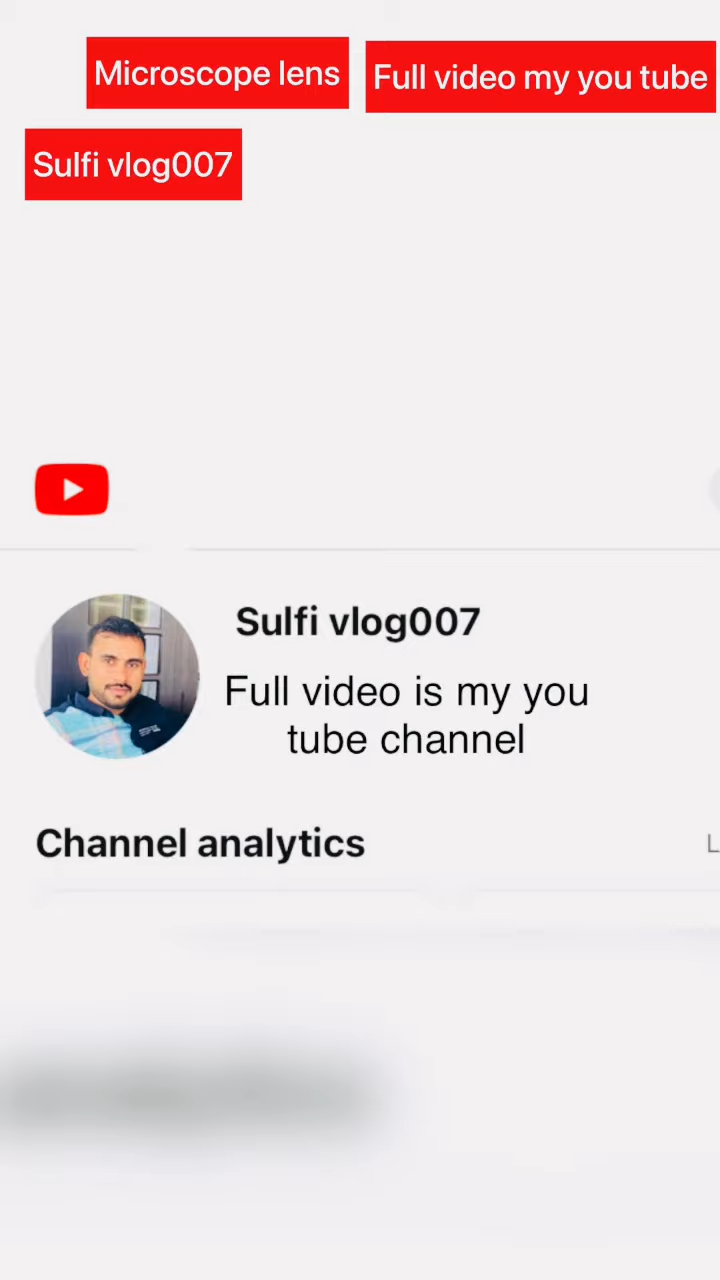 Microscope lens
Full video my you tube
Sulfi vlog007
Sulfi vlog007
Full video is my you
tube channel
Channel analytics
L